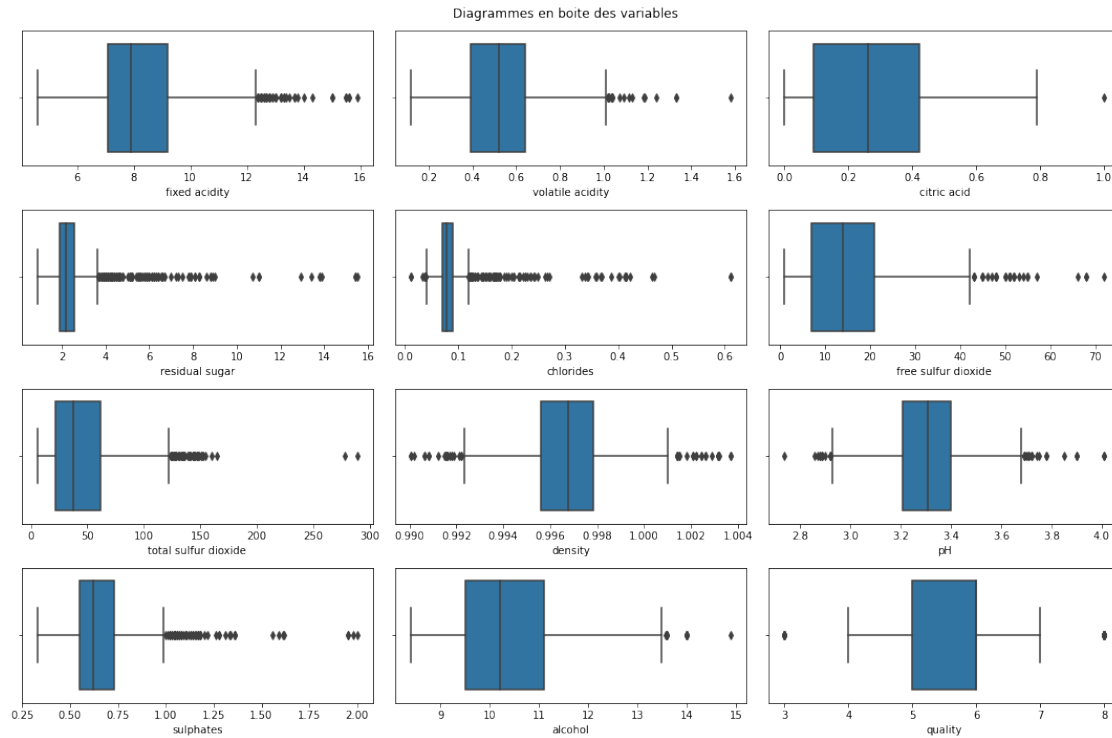 Diagrammes en boite des variables
6 8 10 12 14 16
fixed acidity
0.2 0.4 0.6 0.8 1.0 1.2 1.4 1.6
volatile acidity
0.0 0.2 0.4 0.6 0.8 1.0
citric acid
2 4 6 8 10 12 14 16
residual sugar
0.0 0.1 0.2 0.3 0.4 0.5 0.6
chlorides
0 10 20 30 40 50 60 70
free sulfur dioxide
0 50 100 150 200 250 300
total sulfur dioxide
0.990 0.992 0.994 0.996 0.998 1.000 1.002 1.004
density
2.8 3.0 3.2 3.4 3.6 3.8 4.0
pH
0.25 0.50 0.75 1.00 1.25 1.50 1.75 2.00
sulphates
9 10 11 12 13 14 15
alcohol
3 4 5 6 7 8
quality